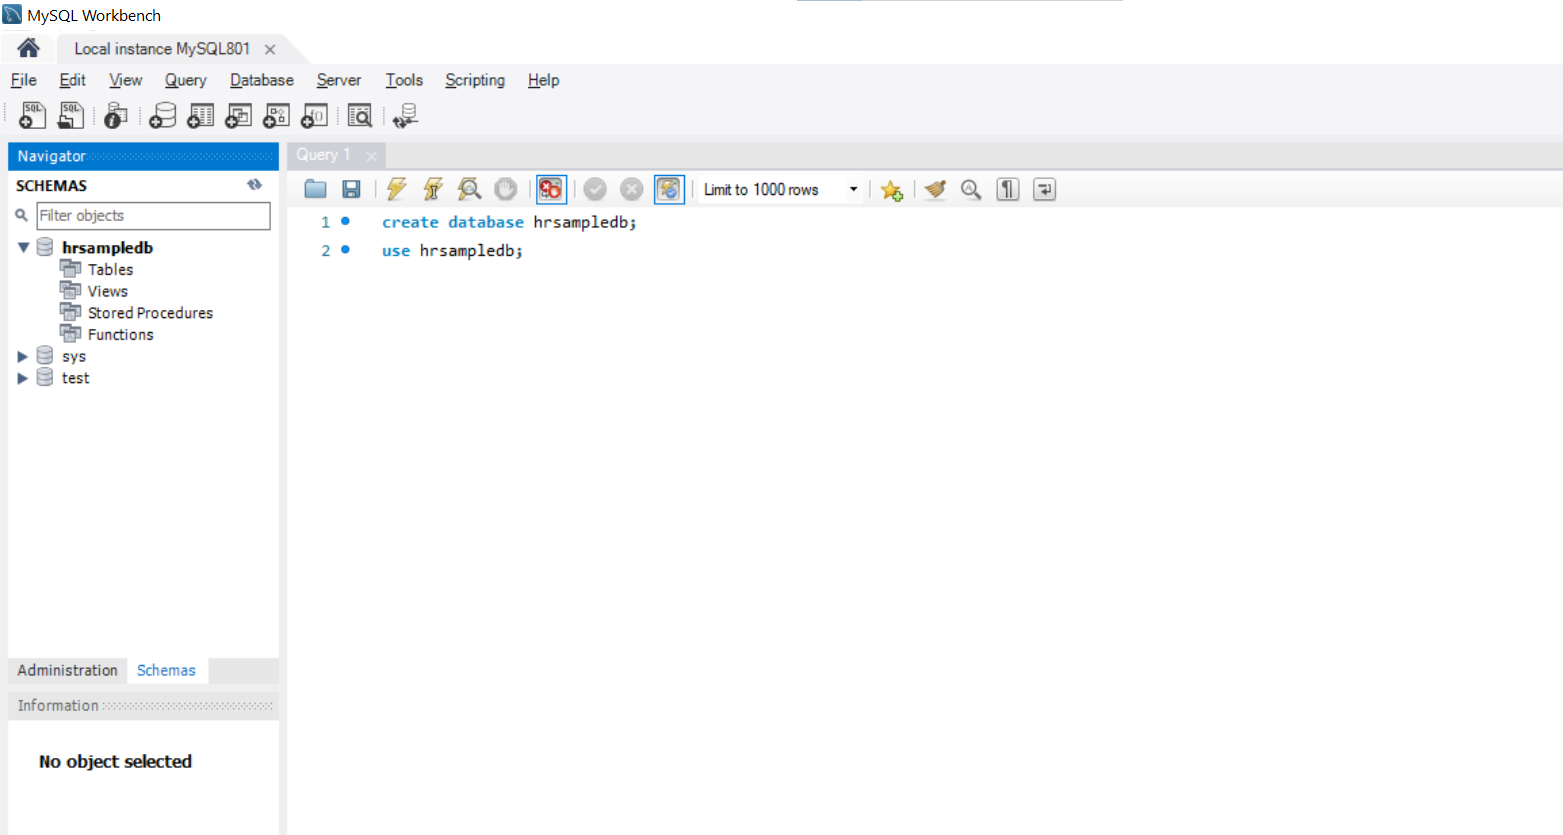 MySQL Workbench
Local instance MySQL801
File Edit View Query Database Server Tools Scripting Help
SQL SQL
Navigator
Query 1
SCHEMAS
Limit to 1000 rows
Filter objects
1 create database hrsampledb;
2 use hrsampledb;
hrsampledb
Tables
Views
Stored Procedures
Functions
sys
test
Administration Schemas
Information
No object selected